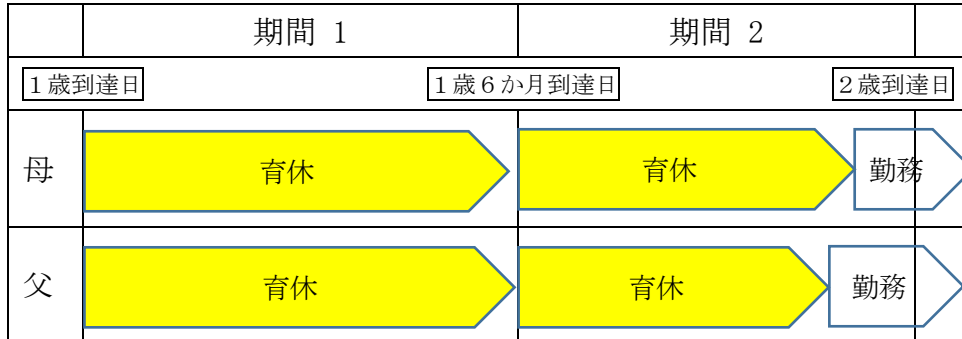 期間 1 期間 2
１歳到達日 １歳６か月到達日 ２歳到達日
母 育休 育休 勤務
父 育休 育休 勤務